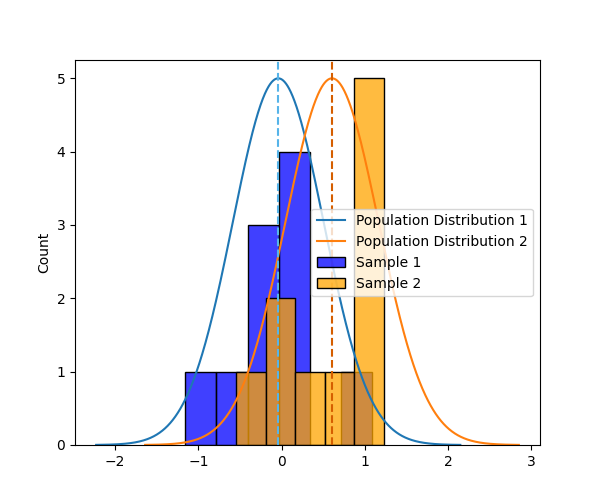 5
4
3
2
1
0
Count
Population Distribution 1
Population Distribution 2
Sample 1
Sample 2
−2 −1 0 1 2 3